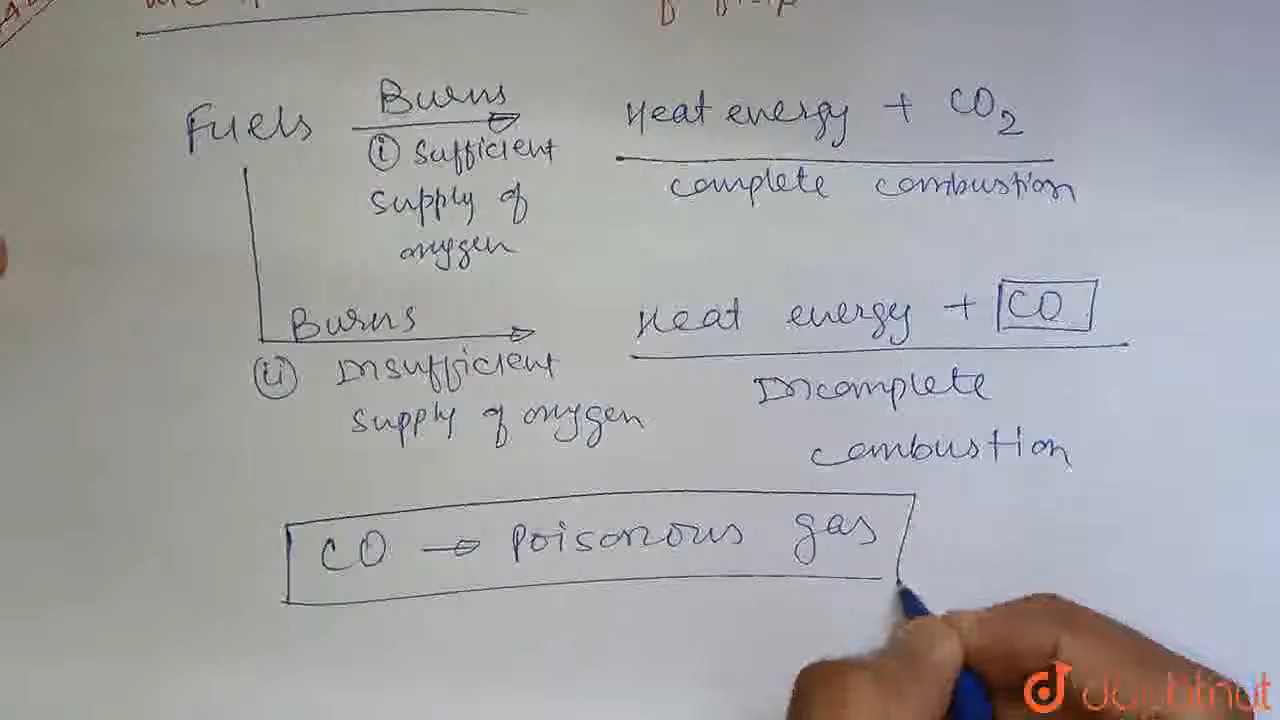 Fuels Burns Heat energy + CO2
(i) Sufficient complete combustion
supply of
oxygen
Burns Heat energy + CO
(ii) Insufficient Incomplete
supply of oxygen combustion
CO → Poisonous gas
doubtnut